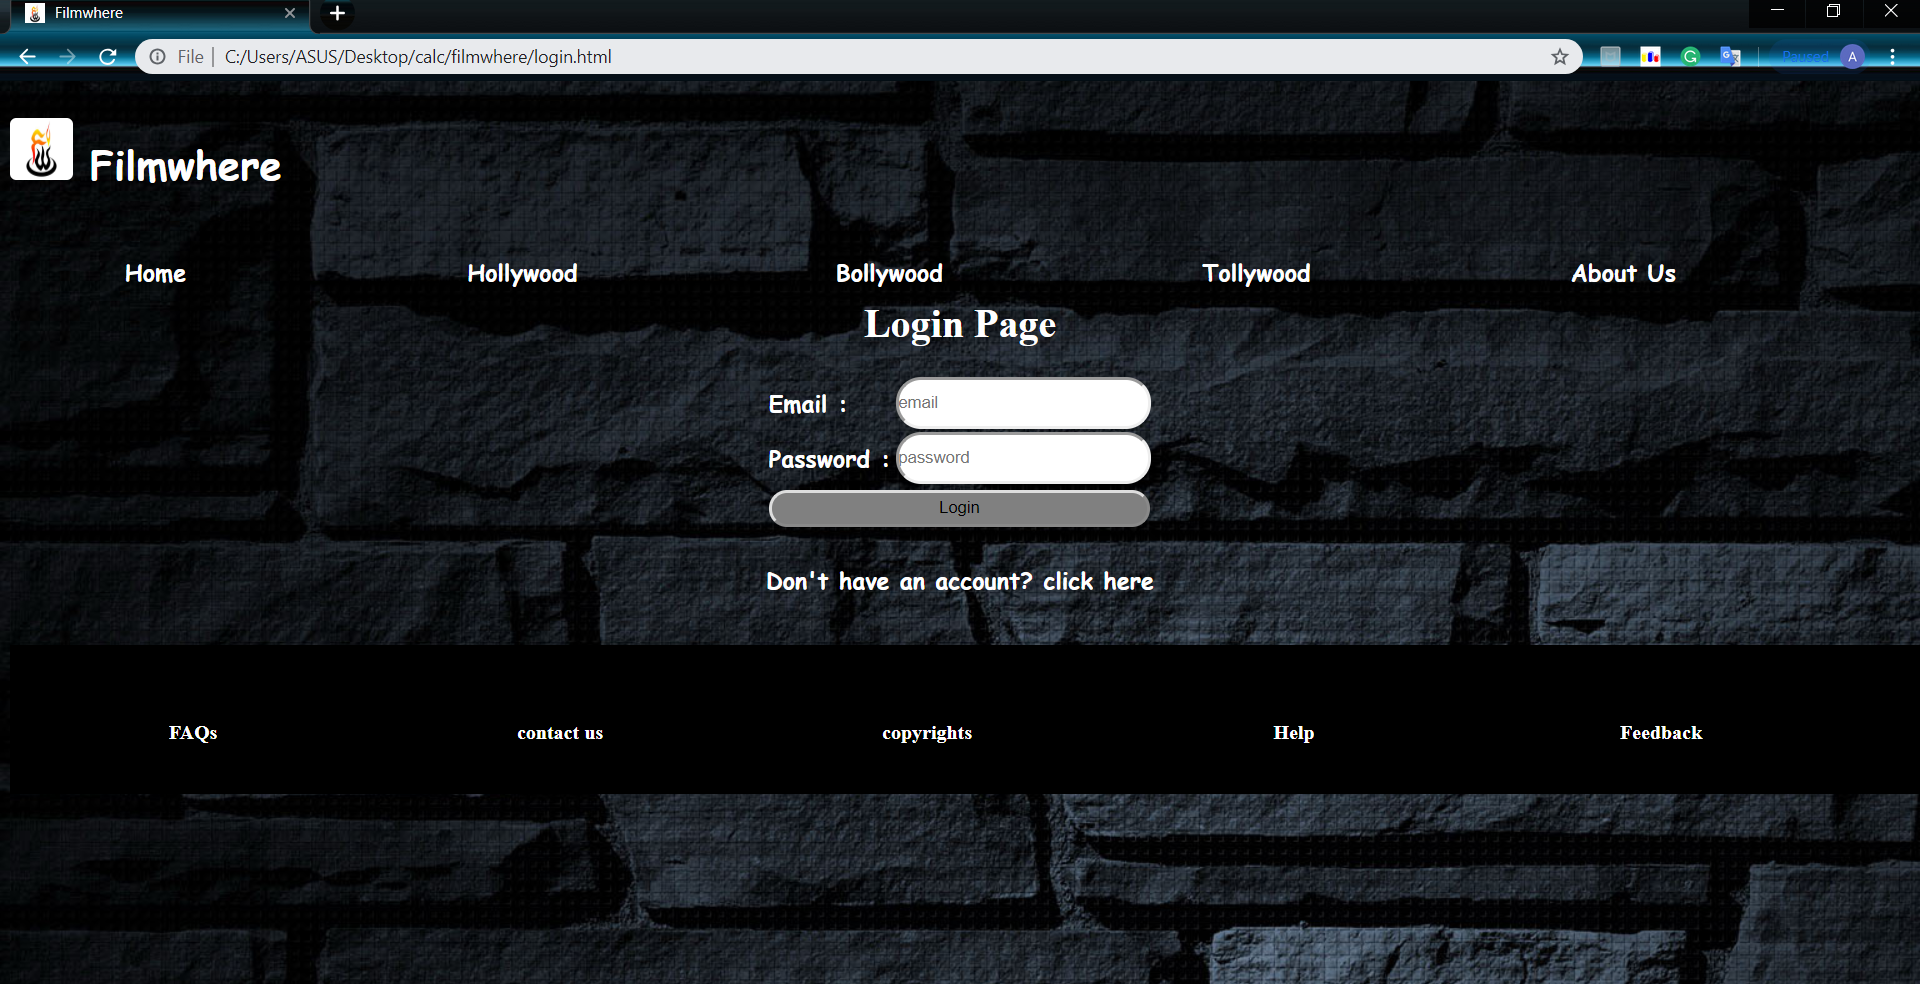 Filmwhere
File | C:/Users/ASUS/Desktop/calc/filmwhere/login.html Paused A
Filmwhere
Home Hollywood Bollywood Tollywood About Us
Login Page
Email : email
Password : password
Login
Don't have an account? click here
FAQs contact us copyrights Help Feedback